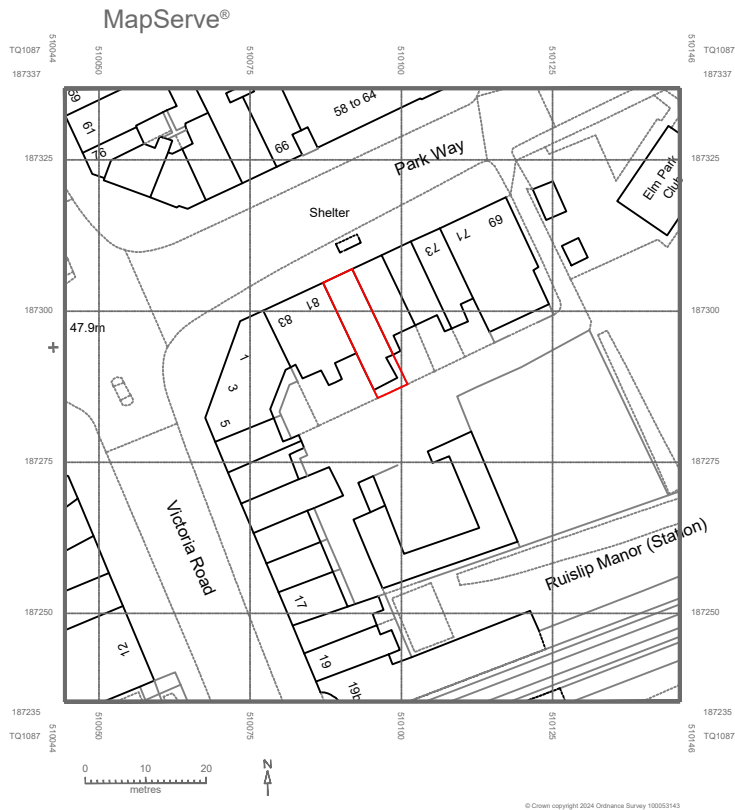 MapServe®
510044
510050
510075
510100
510125
510146
TQ1087
TQ1087
187337
187337
59
61
76
66
58 to 64
187325
187325
Park Way
Elm Park
Club
Shelter
69
71
73
81
83
187300
187300
47.9m
1
3
5
187275
187275
Victoria Road
Ruislip Manor (Station)
17
187250
187250
12
19
19b
187235
187235
TQ1087
TQ1087
510044
510050
510075
510100
510125
510146
0 10 20
metres
N
© Crown copyright 2024 Ordnance Survey 100053143